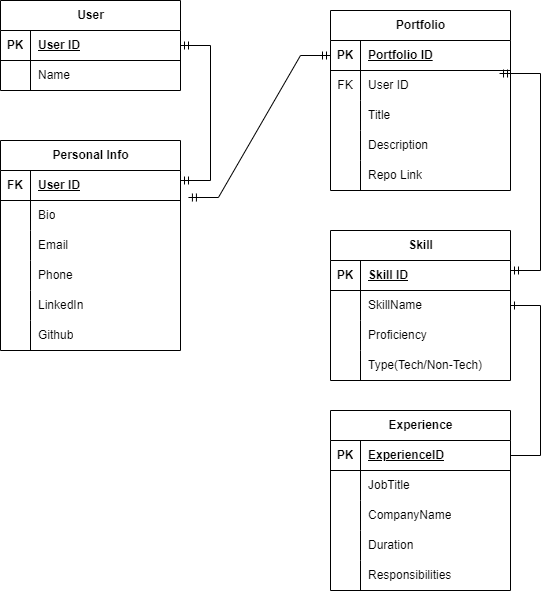 User
PK User ID
Name
Personal Info
FK User ID
Bio
Email
Phone
LinkedIn
Github
Portfolio
PK Portfolio ID
FK User ID
Title
Description
Repo Link
Skill
PK Skill ID
SkillName
Proficiency
Type(Tech/Non-Tech)
Experience
PK ExperienceID
JobTitle
CompanyName
Duration
Responsibilities